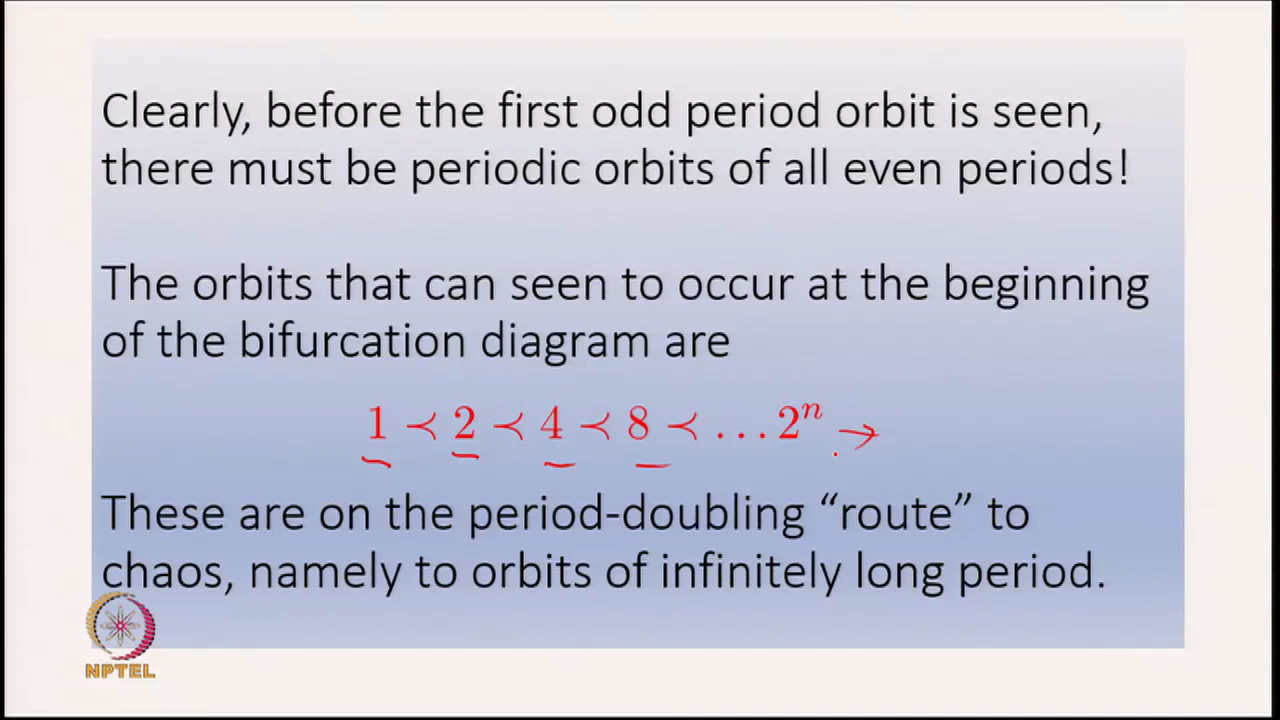 Clearly, before the first odd period orbit is seen,
there must be periodic orbits of all even periods!
The orbits that can seen to occur at the beginning
of the bifurcation diagram are
1 ≺ 2 ≺ 4 ≺ 8 ≺ … 2ⁿ →
These are on the period-doubling “route” to
chaos, namely to orbits of infinitely long period.
NPTEL